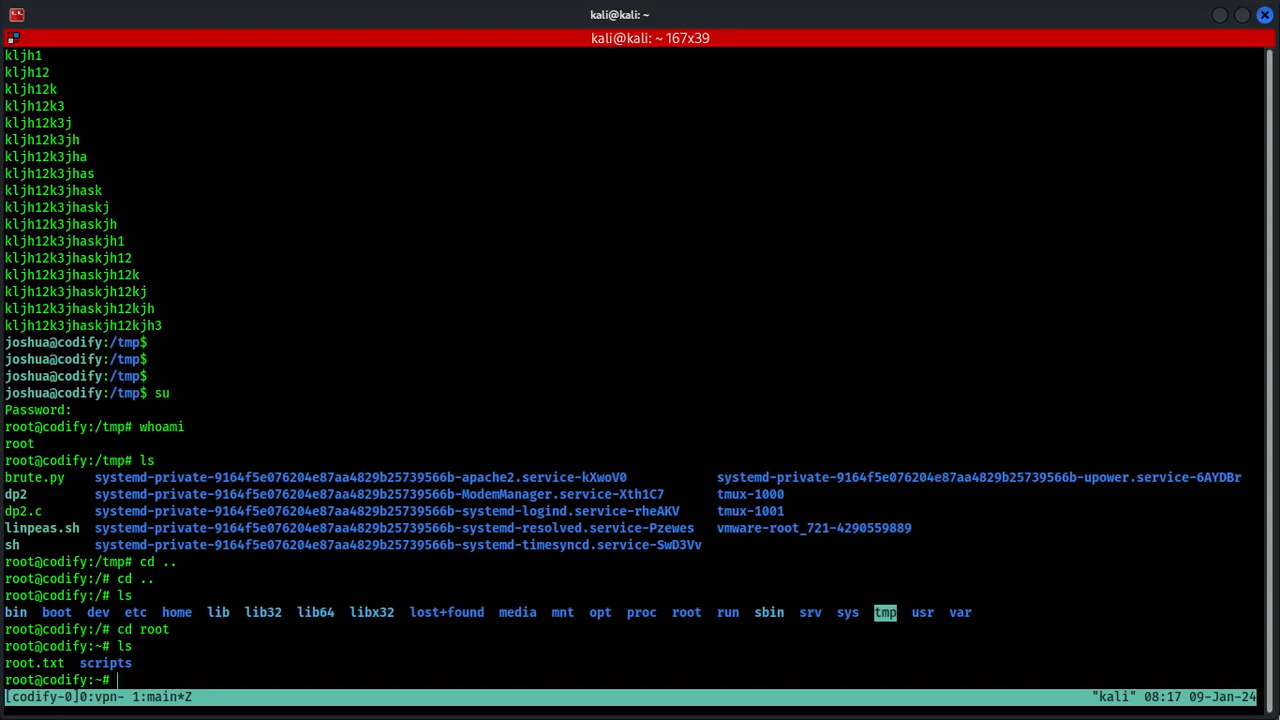 kali@kali: ~
kali@kali: ~ 167x39
kljh1
kljh12
kljh12k
kljh12k3
kljh12k3j
kljh12k3jh
kljh12k3jha
kljh12k3jhas
kljh12k3jhask
kljh12k3jhaskj
kljh12k3jhaskjh
kljh12k3jhaskjh1
kljh12k3jhaskjh12
kljh12k3jhaskjh12k
kljh12k3jhaskjh12kj
kljh12k3jhaskjh12kjh
kljh12k3jhaskjh12kjh3
joshua@codify:/tmp$
joshua@codify:/tmp$
joshua@codify:/tmp$
joshua@codify:/tmp$ su
Password:
root@codify:/tmp# whoami
root
root@codify:/tmp# ls
brute.py systemd-private-9164f5e076204e87aa4829b25739566b-apache2.service-kXwoV0 systemd-private-9164f5e076204e87aa4829b25739566b-upower.service-6AYDBr
dp2 systemd-private-9164f5e076204e87aa4829b25739566b-ModemManager.service-Xth1C7 tmux-1000
dp2.c systemd-private-9164f5e076204e87aa4829b25739566b-systemd-logind.service-rheAKV tmux-1001
linpeas.sh systemd-private-9164f5e076204e87aa4829b25739566b-systemd-resolved.service-Pzewes vmware-root_721-4290559889
sh systemd-private-9164f5e076204e87aa4829b25739566b-systemd-timesyncd.service-SwD3Vv
root@codify:/tmp# cd ..
root@codify:/# cd ..
root@codify:/# ls
bin boot dev etc home lib lib32 lib64 libx32 lost+found media mnt opt proc root run sbin srv sys tmp usr var
root@codify:/# cd root
root@codify:~# ls
root.txt scripts
root@codify:~#
[codify-0]0:vpn- 1:main*Z "kali" 08:17 09-Jan-24